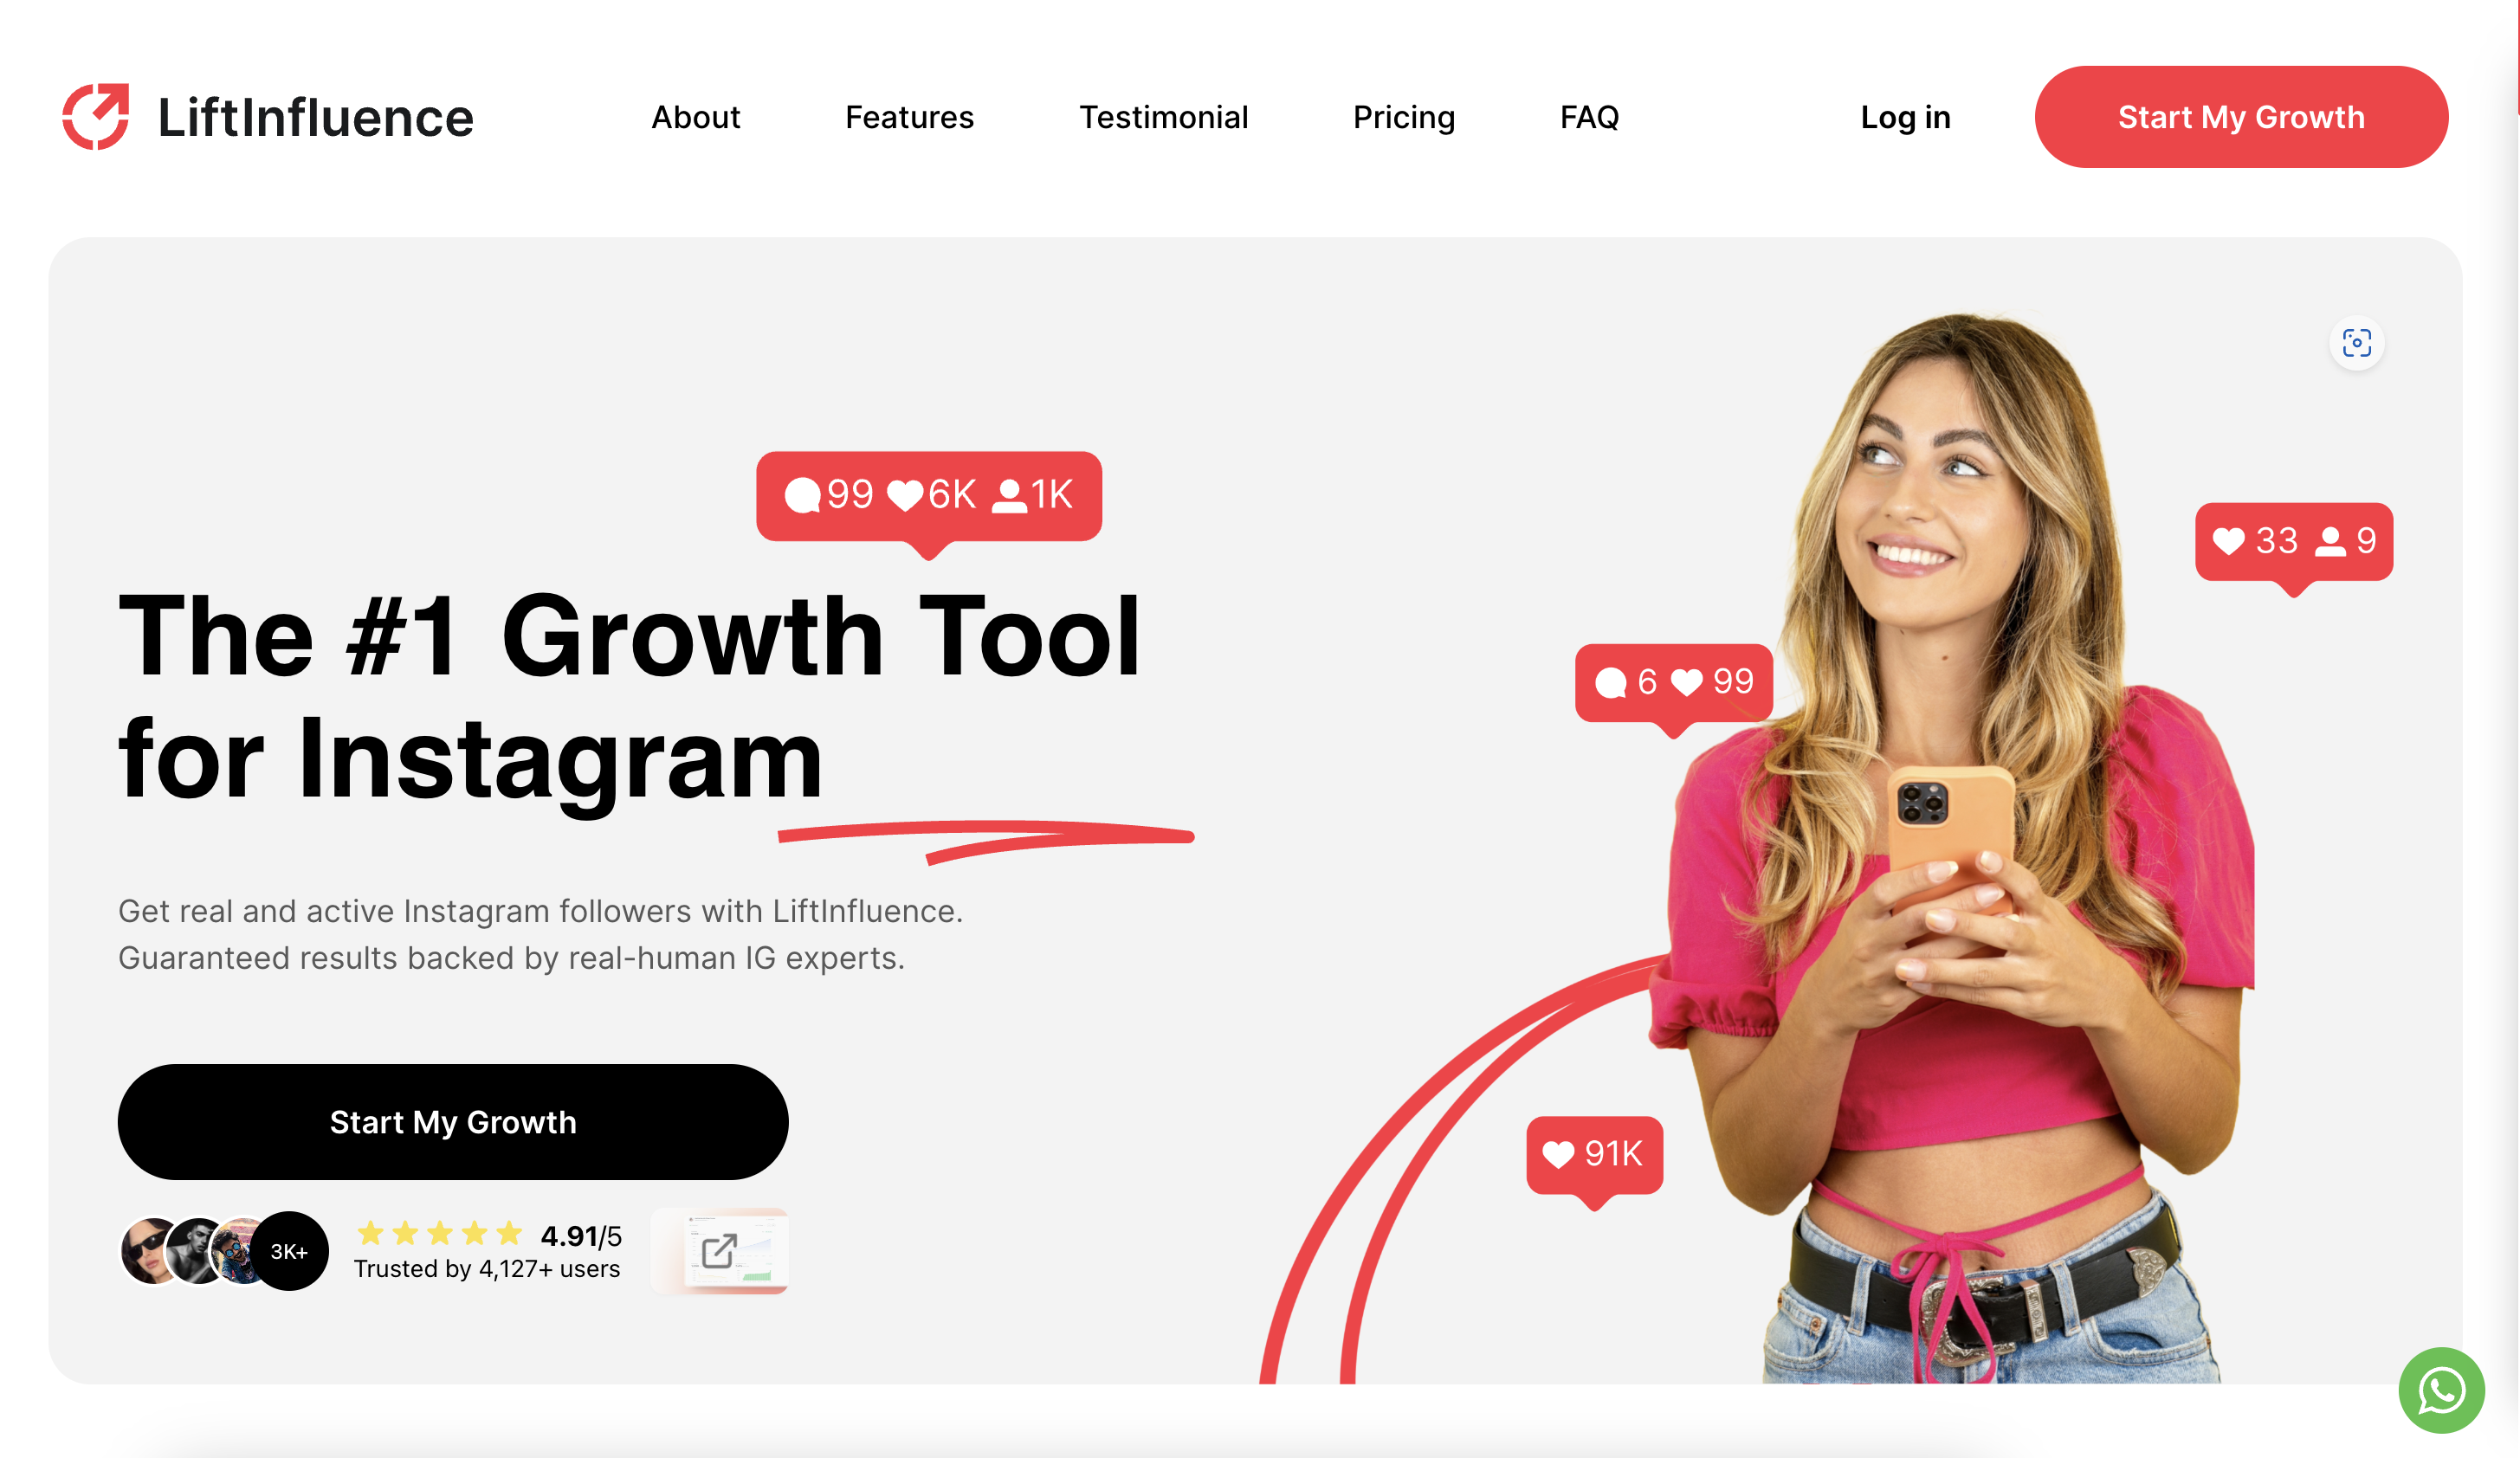 LiftInfluence
About
Features
Testimonial
Pricing
FAQ
Log in
Start My Growth
99 6K 1K
33 9
The #1 Growth Tool
for Instagram
6 99
Get real and active Instagram followers with LiftInfluence.
Guaranteed results backed by real-human IG experts.
Start My Growth
91K
3K+
4.91/5
Trusted by 4,127+ users